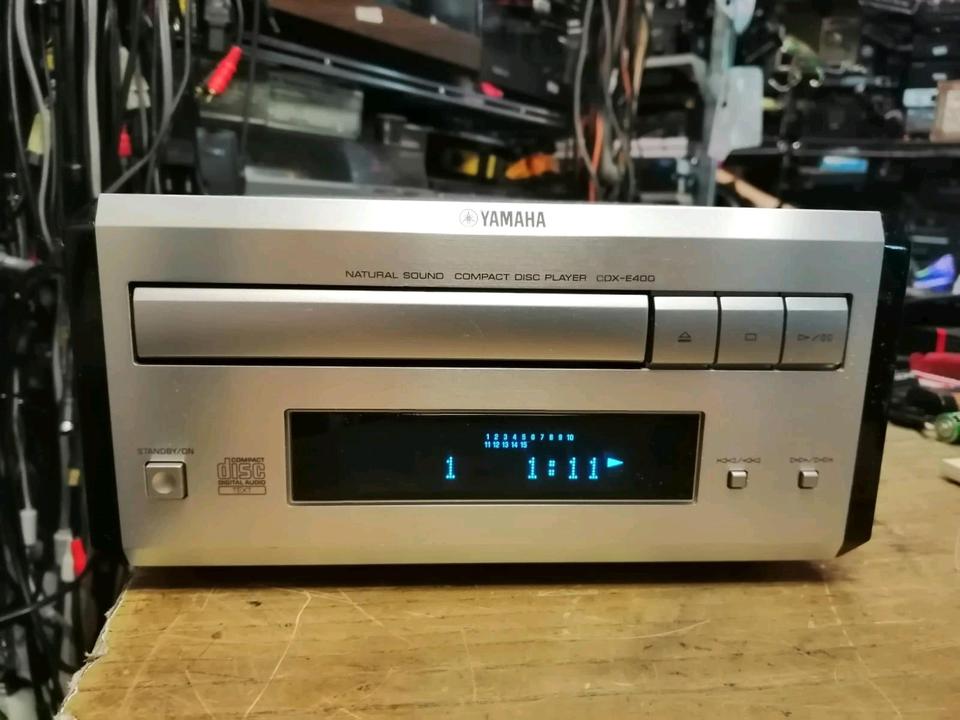 YAMAHA
NATURAL SOUND COMPACT DISC PLAYER CDX-E400
1 2 3 4 5 6 7 8 9 10
11 12 13 14 15
1 1:11
STANDBY/ON
COMPACT
disc
DIGITAL AUDIO
TEXT